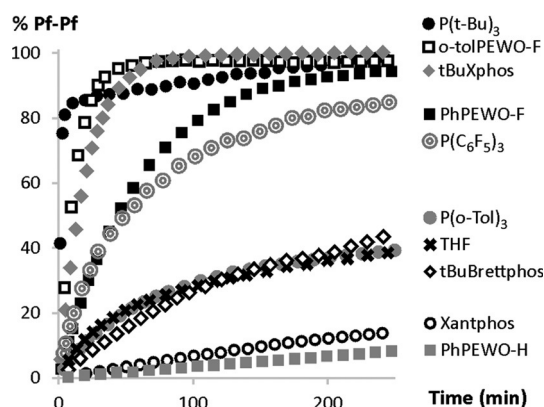 % Pf-Pf
100
80
60
40
20
0
0
100
200
Time (min)
P(t-Bu)3
o-tolPEWO-F
tBuXphos
PhPEWO-F
P(C6F5)3
P(o-Tol)3
THF
tBuBrettphos
Xantphos
PhPEWO-H